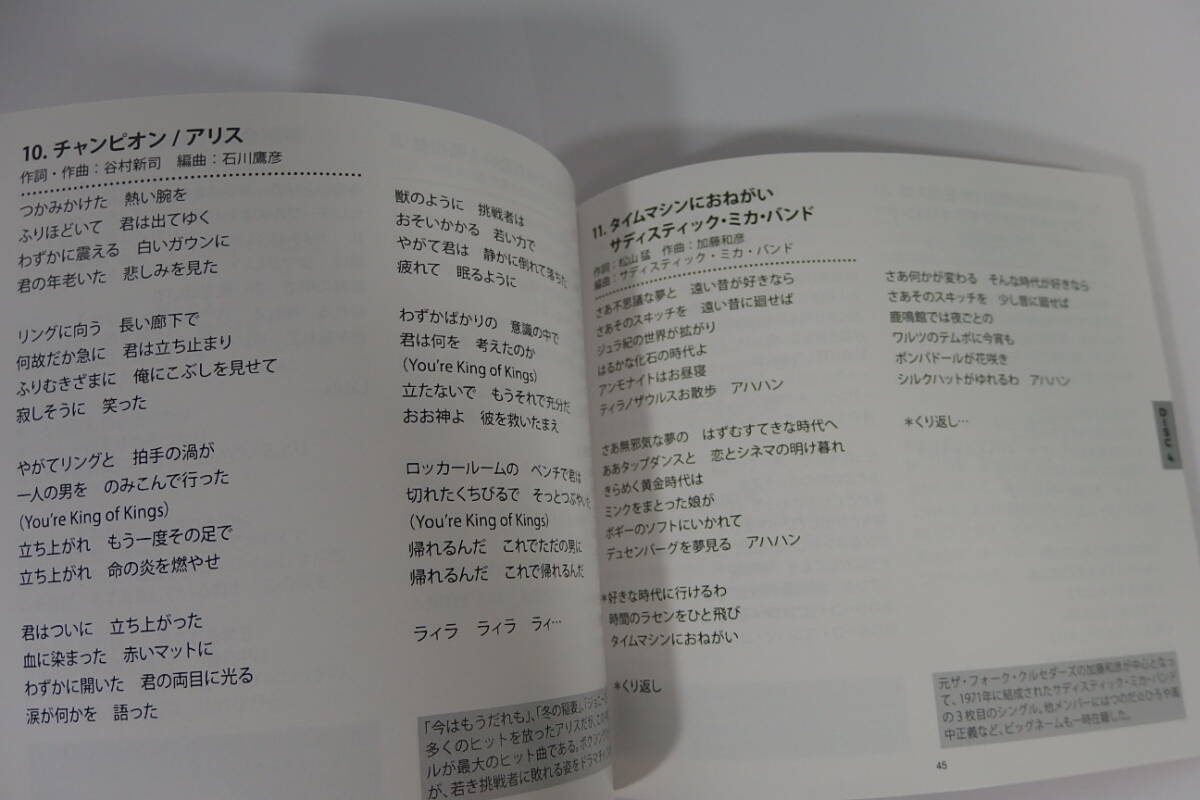 10. チャンピオン / アリス
作詞・作曲：谷村新司　編曲：石川鷹彦
つかみかけた　熱い腕を
ふりほどいて　君は出てゆく
わずかに震える　白いガウンに
君の年老いた　悲しみを見た
リングに向う　長い廊下で
何故だか急に　君は立ち止まり
ふりむきざまに　俺にこぶしを見せて
寂しそうに　笑った
やがてリングと　拍手の渦が
一人の男を　のみこんで行った
(You're King of Kings)
立ち上がれ　もう一度その足で
立ち上がれ　命の炎を燃やせ
君はついに　立ち上がった
血に染まった　赤いマットに
わずかに開いた　君の両目に光る
涙が何かを　語った
獣のように　挑戦者は
おそいかかる　若い力で
やがて君は　静かに倒れて落ちた
疲れて　眠るように
わずかばかりの　意識の中で
君は何を　考えたのか
(You're King of Kings)
立たないで　もうそれで充分だ
おお神よ　彼を救いたまえ
ロッカールームの　ベンチで君は
切れたくちびるで　そっとつぶやいた
(You're King of Kings)
帰れるんだ　これでただの男に
帰れるんだ　これで帰れるんだ
ライラ　ライラ　ライ…
「今はもうだれも」、「冬の稲妻」、「ジョニー
多くのヒットを放ったアリスだが、この
ルが最大のヒット曲である。ボクシング
が、若き挑戦者に敗れる姿をドラマチッ
11. タイムマシンにおねがい
サディスティック・ミカ・バンド
作詞：松山 猛　作曲：加藤和彦
編曲：サディスティック・ミカ・バンド
さあ不思議な夢と　遠い昔が好きなら
さあそのスキッチを　遠い昔に廻せば
ジュラ紀の世界が拡がり
はるかな化石の時代よ
アンモナイトはお昼寝
ティラノザウルスお散歩　アハハン
さあ無邪気な夢の　はずむすてきな時代へ
ああタップダンスと　恋とシネマの明け暮れ
きらめく黄金時代は
ミンクをまとった娘が
ボギーのソフトにいかれて
デュセンバーグを夢見る　アハハン
＊好きな時代に行けるわ
時間のラセンをひと飛び
タイムマシンにおねがい
＊くり返し
さあ何かが変わる　そんな時代が好きなら
さあそのスキッチを　少し昔に廻せば
鹿鳴館では夜ごとの
ワルツのテムポに今宵も
ポンパドールが花咲き
シルクハットがゆれるわ　アハハン
＊くり返し…
DISC 4
元ザ・フォーク・クルセダーズの加藤和彦が中心となっ
て、1971年に結成されたサディスティック・ミカ・バンド
の3枚目のシングル。他メンバーにはつのだ☆ひろや高
中正義など、ビッグネームも一時在籍した。
45